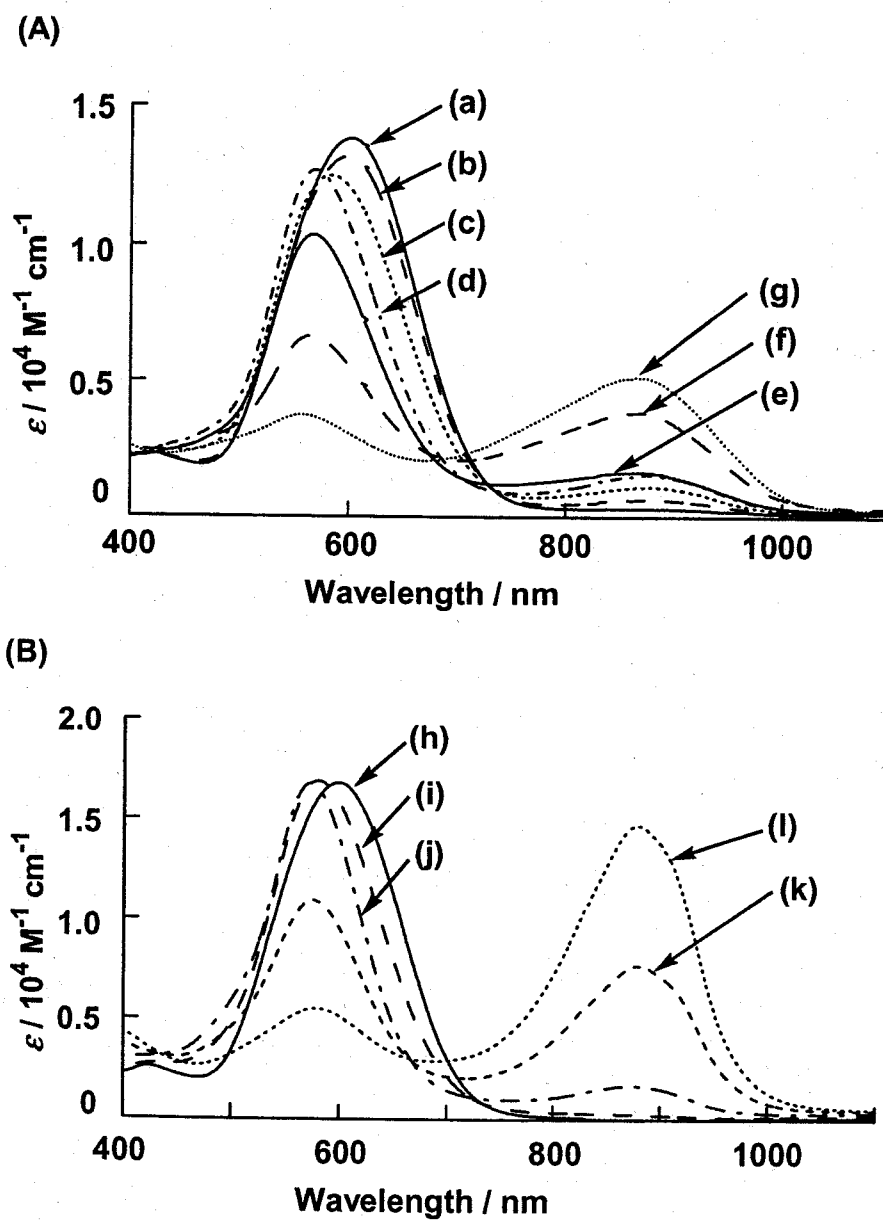 (A)
1.5
1.0
0.5
0
ε / 10⁴ M⁻¹ cm⁻¹
(a)
(b)
(c)
(d)
(g)
(f)
(e)
400 600 800 1000
Wavelength / nm
(B)
2.0
1.5
1.0
0.5
0
ε / 10⁴ M⁻¹ cm⁻¹
(h)
(i)
(j)
(l)
(k)
400 600 800 1000
Wavelength / nm